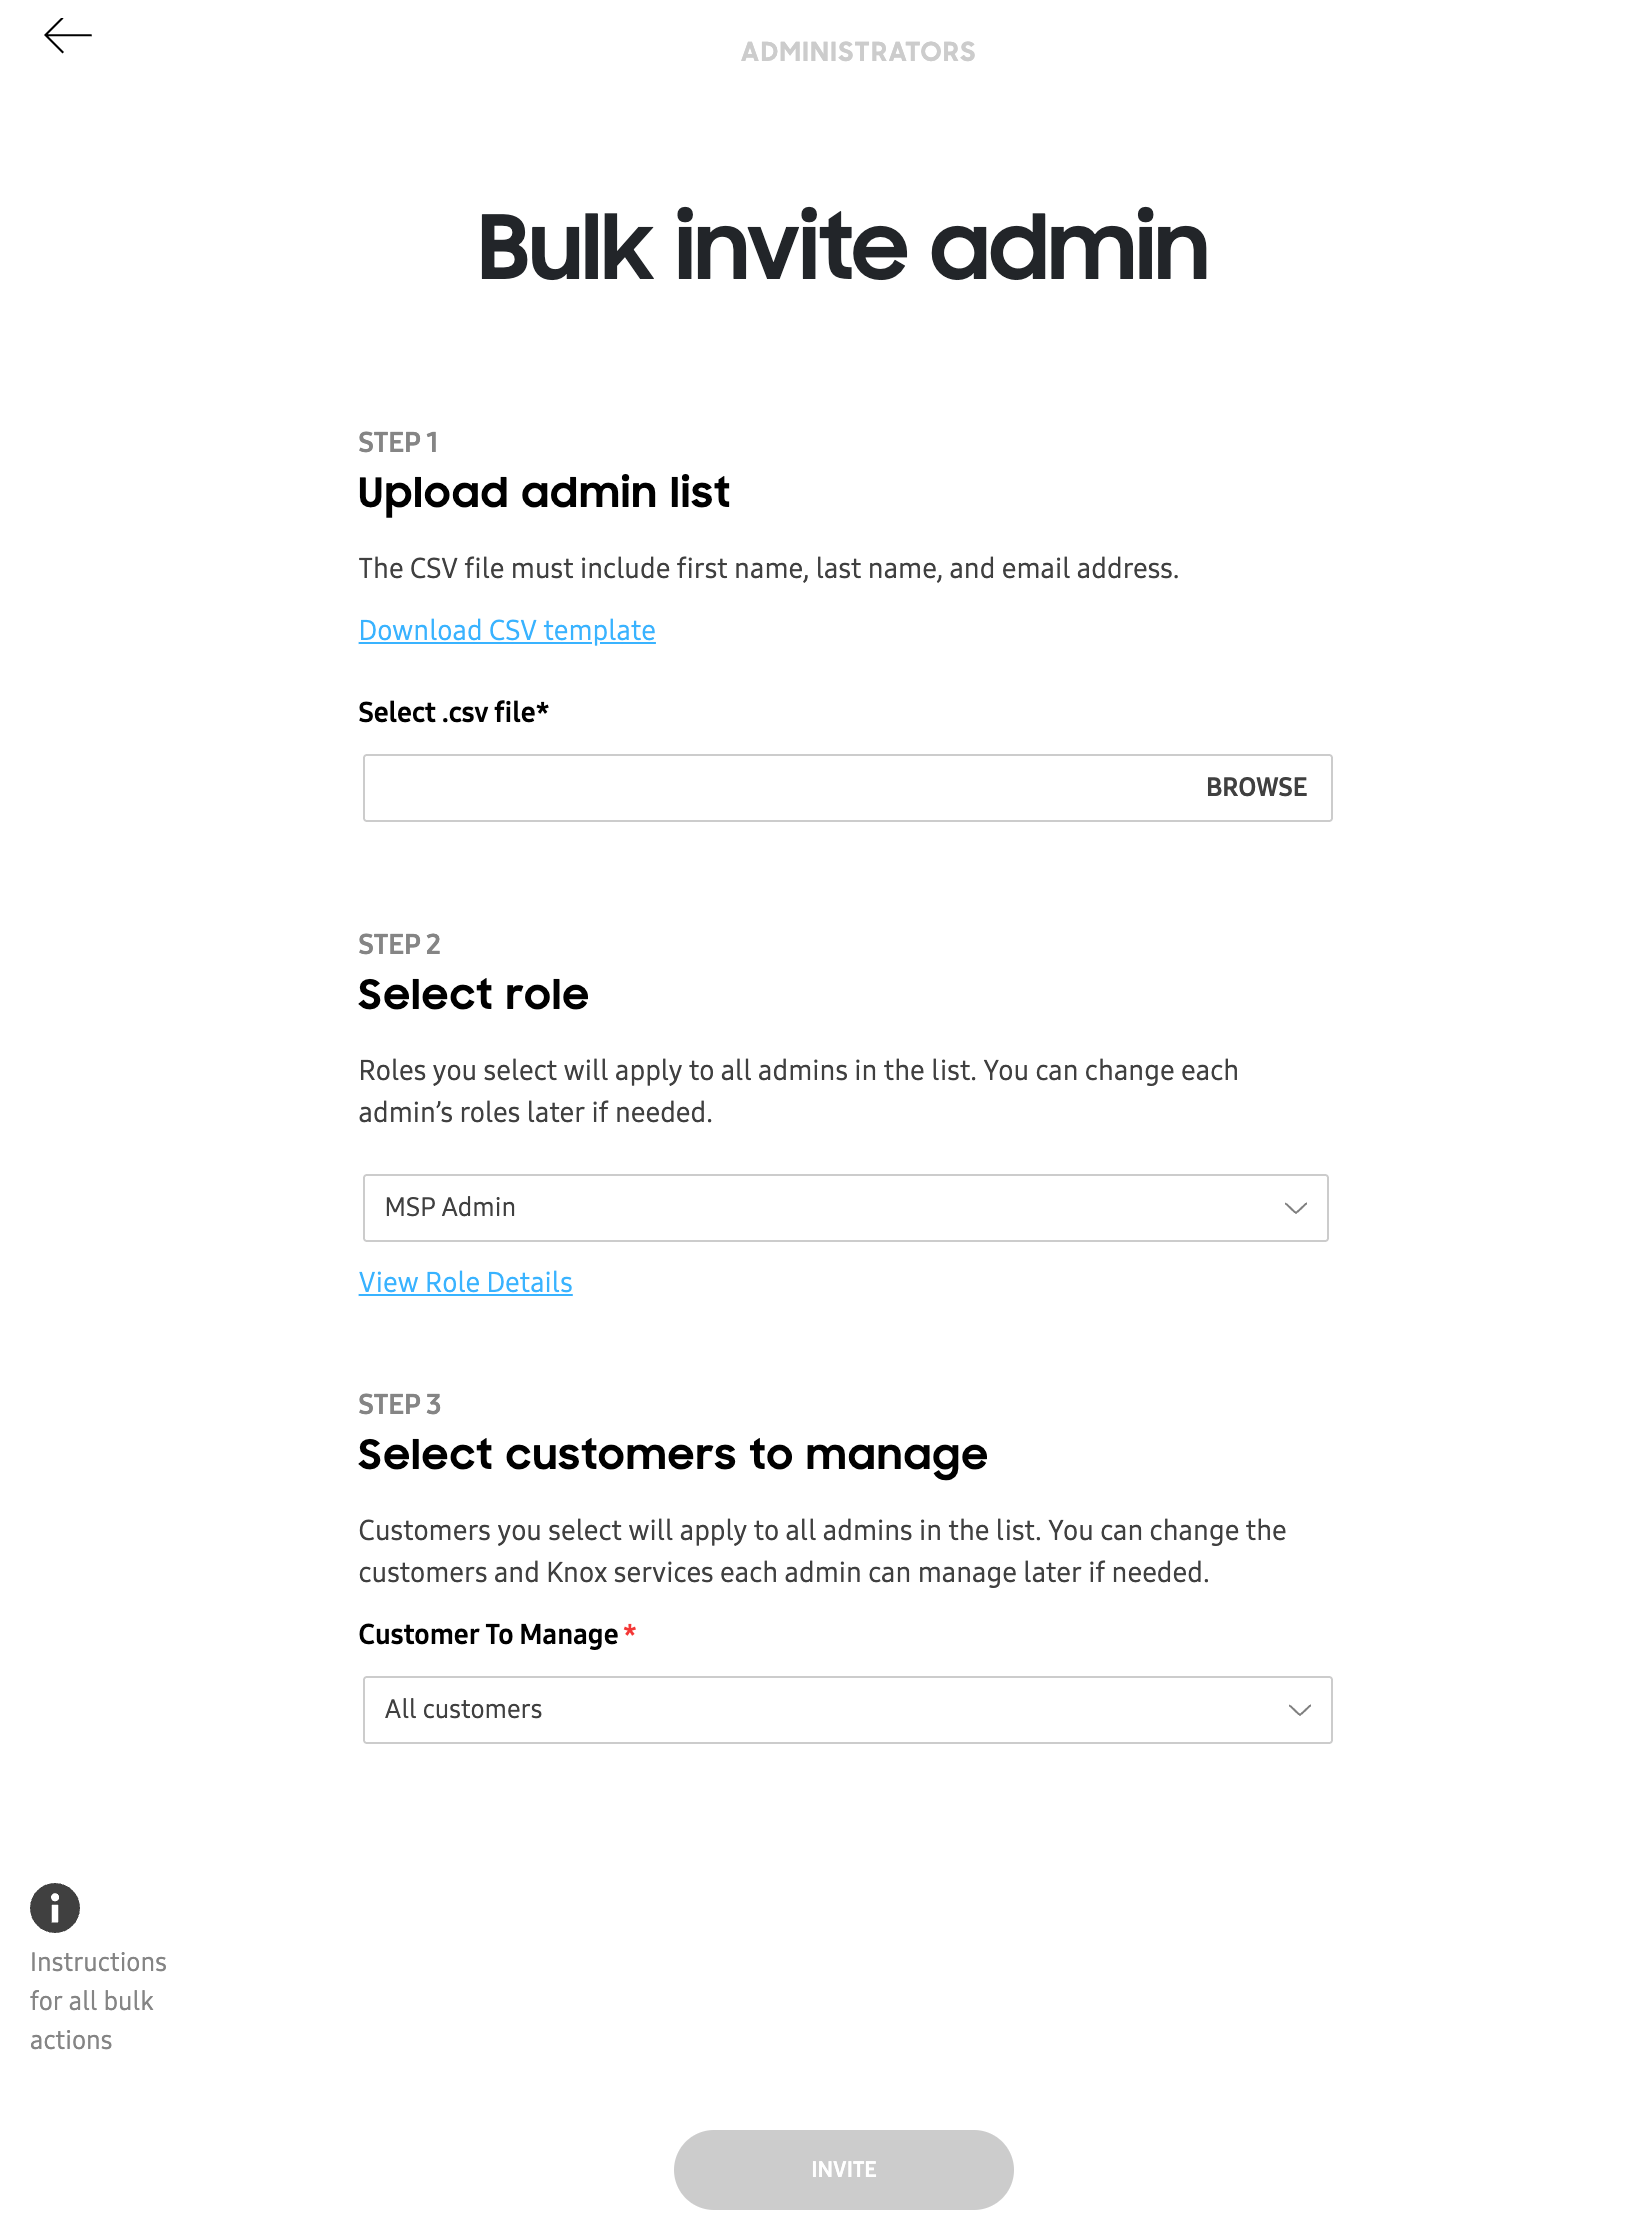 ADMINISTRATORS
Bulk invite admin
STEP 1
Upload admin list
The CSV file must include first name, last name, and email address.
Download CSV template
Select .csv file*
BROWSE
STEP 2
Select role
Roles you select will apply to all admins in the list. You can change each
admin’s roles later if needed.
MSP Admin
View Role Details
STEP 3
Select customers to manage
Customers you select will apply to all admins in the list. You can change the
customers and Knox services each admin can manage later if needed.
Customer To Manage *
All customers
Instructions
for all bulk
actions
INVITE